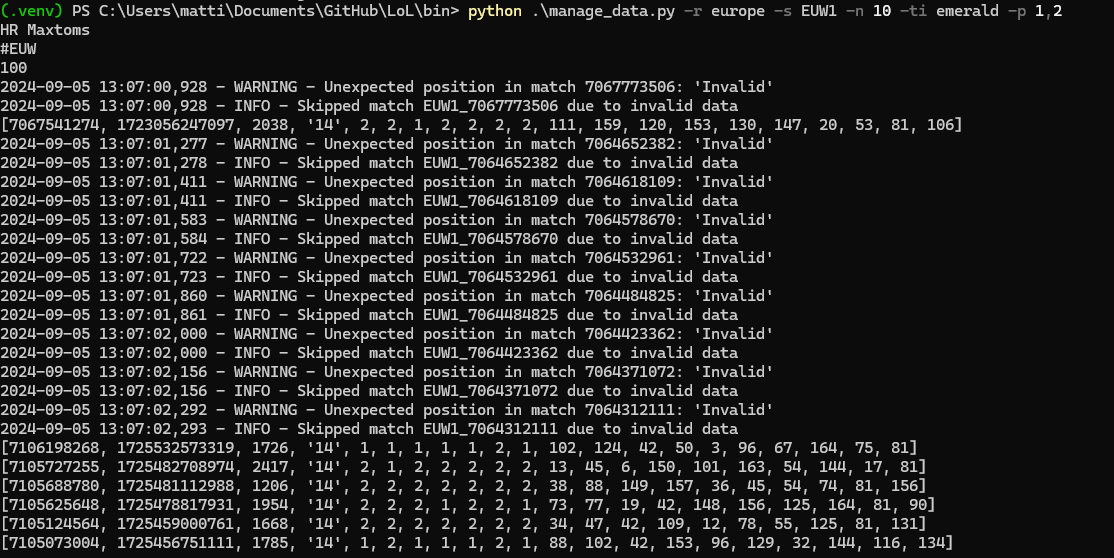 (.venv) PS C:\Users\matti\Documents\GitHub\LoL\bin> python .\manage_data.py -r europe -s EUW1 -n 10 -ti emerald -p 1,2
HR Maxtoms
#EUW
100
2024-09-05 13:07:00,928 - WARNING - Unexpected position in match 7067773506: 'Invalid'
2024-09-05 13:07:00,928 - INFO - Skipped match EUW1_7067773506 due to invalid data
[7067541274, 1723056247097, 2038, '14', 2, 2, 1, 2, 2, 2, 2, 111, 159, 120, 153, 130, 147, 20, 53, 81, 106]
2024-09-05 13:07:01,277 - WARNING - Unexpected position in match 7064652382: 'Invalid'
2024-09-05 13:07:01,278 - INFO - Skipped match EUW1_7064652382 due to invalid data
2024-09-05 13:07:01,411 - WARNING - Unexpected position in match 7064618109: 'Invalid'
2024-09-05 13:07:01,411 - INFO - Skipped match EUW1_7064618109 due to invalid data
2024-09-05 13:07:01,583 - WARNING - Unexpected position in match 7064578670: 'Invalid'
2024-09-05 13:07:01,584 - INFO - Skipped match EUW1_7064578670 due to invalid data
2024-09-05 13:07:01,722 - WARNING - Unexpected position in match 7064532961: 'Invalid'
2024-09-05 13:07:01,723 - INFO - Skipped match EUW1_7064532961 due to invalid data
2024-09-05 13:07:01,860 - WARNING - Unexpected position in match 7064484825: 'Invalid'
2024-09-05 13:07:01,861 - INFO - Skipped match EUW1_7064484825 due to invalid data
2024-09-05 13:07:02,000 - WARNING - Unexpected position in match 7064423362: 'Invalid'
2024-09-05 13:07:02,000 - INFO - Skipped match EUW1_7064423362 due to invalid data
2024-09-05 13:07:02,156 - WARNING - Unexpected position in match 7064371072: 'Invalid'
2024-09-05 13:07:02,156 - INFO - Skipped match EUW1_7064371072 due to invalid data
2024-09-05 13:07:02,292 - WARNING - Unexpected position in match 7064312111: 'Invalid'
2024-09-05 13:07:02,293 - INFO - Skipped match EUW1_7064312111 due to invalid data
[7106198268, 1725532573319, 1726, '14', 1, 1, 1, 1, 1, 2, 1, 102, 124, 42, 50, 3, 96, 67, 164, 75, 81]
[7105727255, 1725482708974, 2417, '14', 2, 1, 2, 2, 2, 2, 2, 13, 45, 6, 150, 101, 163, 54, 144, 17, 81]
[7105688780, 1725481112988, 1206, '14', 2, 2, 2, 2, 2, 2, 2, 38, 88, 149, 157, 36, 45, 54, 74, 81, 156]
[7105625648, 1725478817931, 1954, '14', 2, 2, 2, 1, 2, 2, 1, 73, 77, 19, 42, 148, 156, 125, 164, 81, 90]
[7105124564, 1725459000761, 1668, '14', 2, 2, 2, 2, 2, 2, 2, 34, 47, 42, 109, 12, 78, 55, 125, 81, 131]
[7105073004, 1725456751111, 1785, '14', 1, 2, 1, 1, 1, 2, 1, 88, 102, 42, 153, 96, 129, 32, 144, 116, 134]